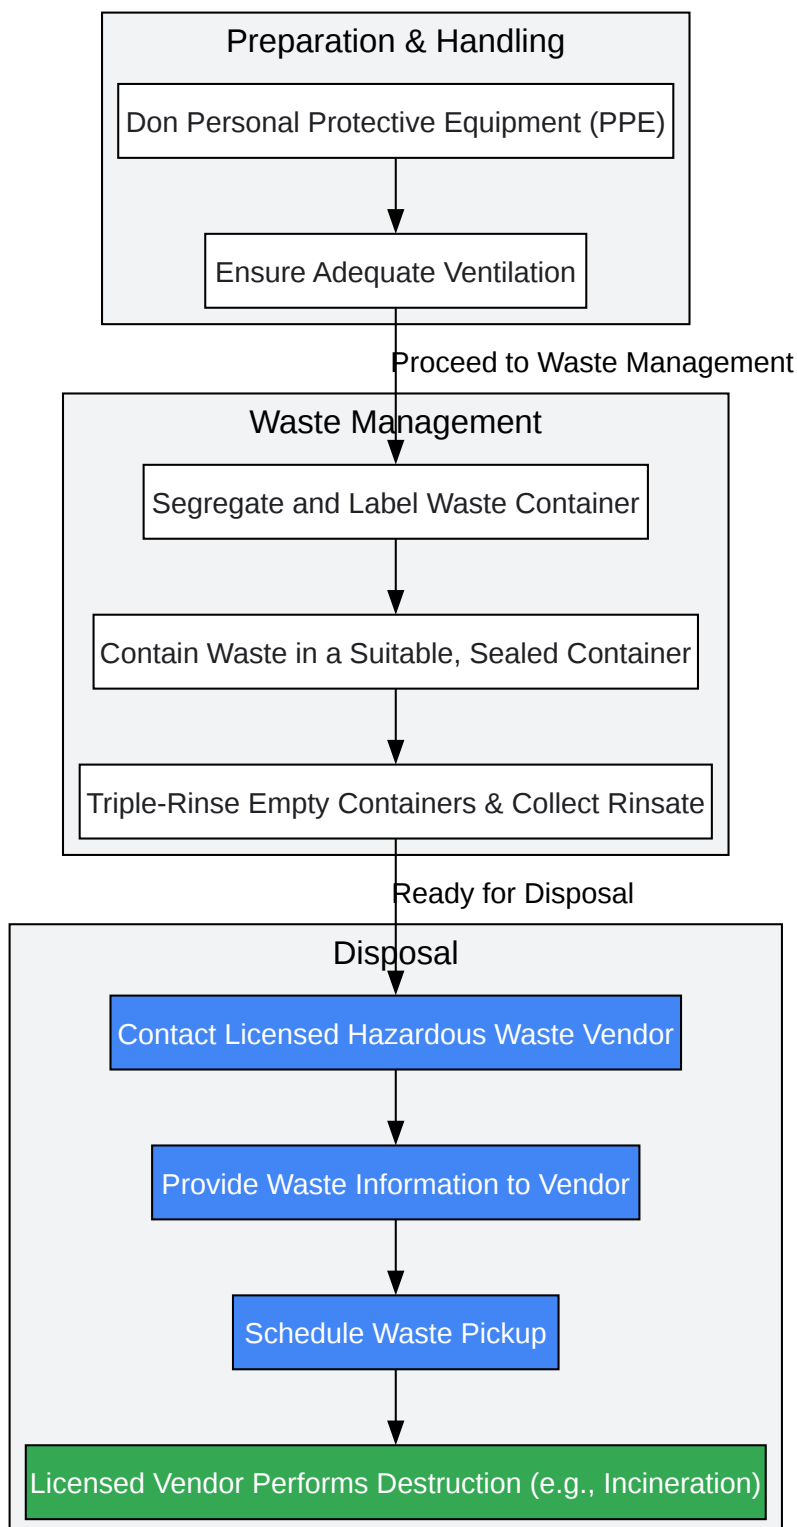 Preparation & Handling
Don Personal Protective Equipment (PPE)
Ensure Adequate Ventilation
Proceed to Waste Management
Waste Management
Segregate and Label Waste Container
Contain Waste in a Suitable, Sealed Container
Triple-Rinse Empty Containers & Collect Rinsate
Ready for Disposal
Disposal
Contact Licensed Hazardous Waste Vendor
Provide Waste Information to Vendor
Schedule Waste Pickup
Licensed Vendor Performs Destruction (e.g., Incineration)